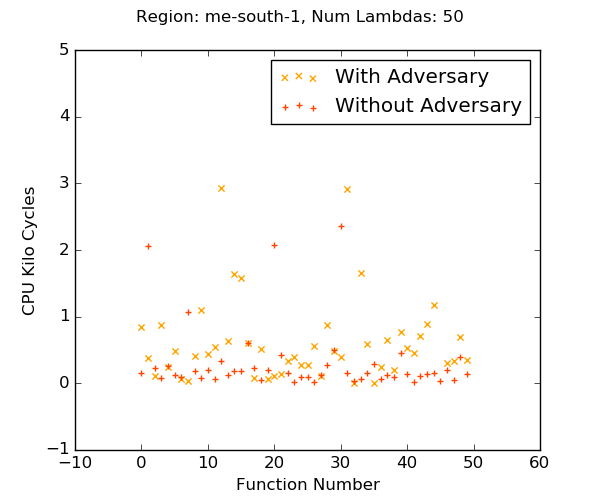 Region: me-south-1, Num Lambdas: 50
5
With Adversary
Without Adversary
4
3
2
1
0
−1
CPU Kilo Cycles
−10 0 10 20 30 40 50 60
Function Number